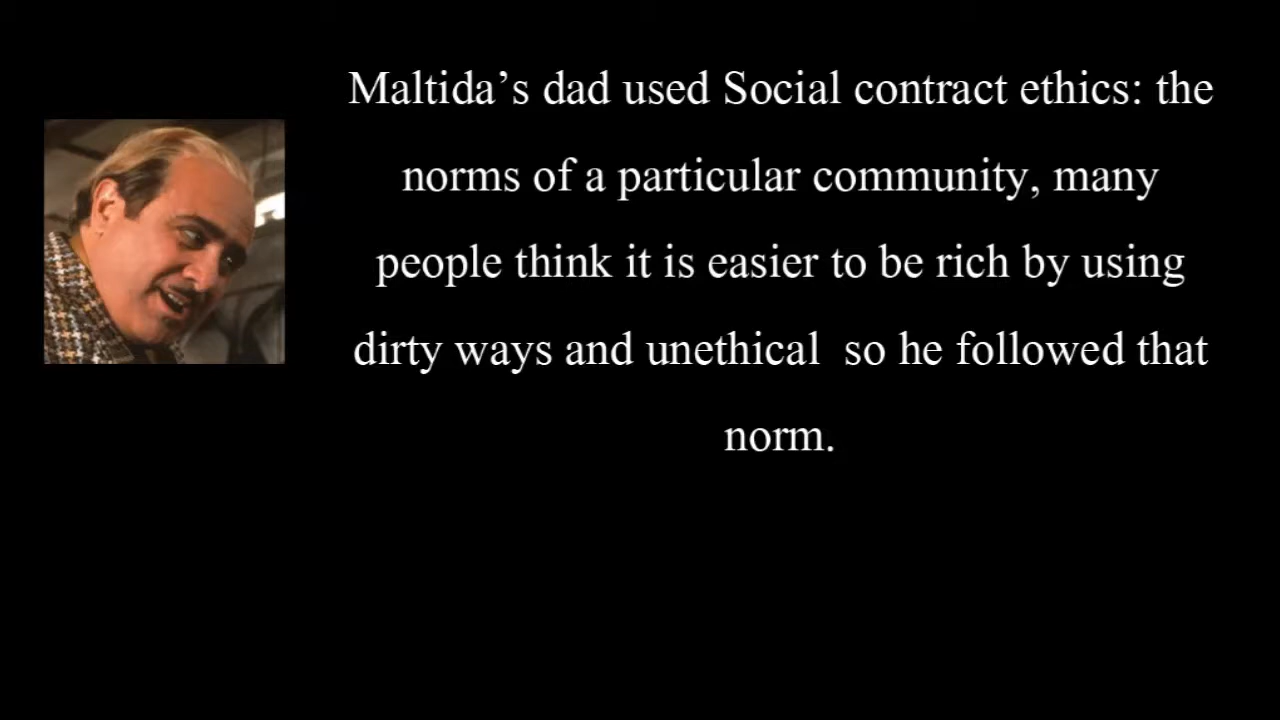 Maltida’s dad used Social contract ethics: the
norms of a particular community, many
people think it is easier to be rich by using
dirty ways and unethical  so he followed that
norm.